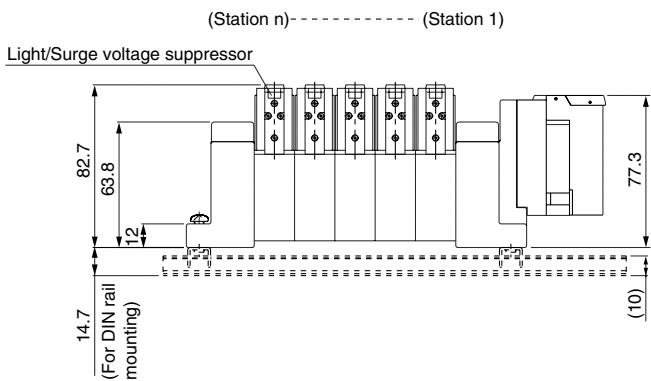 (Station n)
(Station 1)
Light/Surge voltage suppressor
82.7
63.8
12
77.3
14.7
(For DIN rail
mounting)
(10)